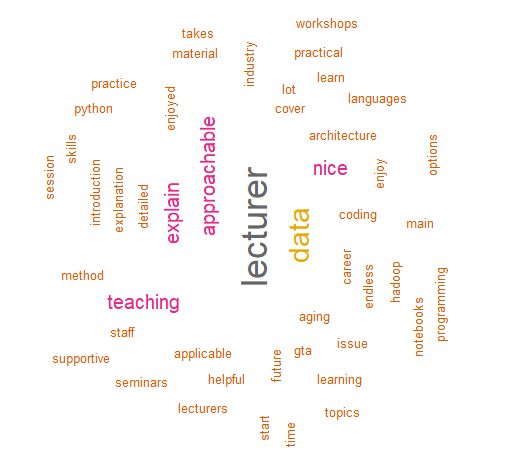 workshops
takes
material
industry
practical
learn
practice
enjoyed
lot
languages
python
cover
approachable
architecture
skills
session
introduction
explanation
detailed
explain
lecturer
nice
enjoy
options
data
coding
main
method
career
endless
hadoop
notebooks
programming
teaching
aging
staff
issue
supportive
applicable
gta
future
seminars
helpful
learning
lecturers
topics
start
time